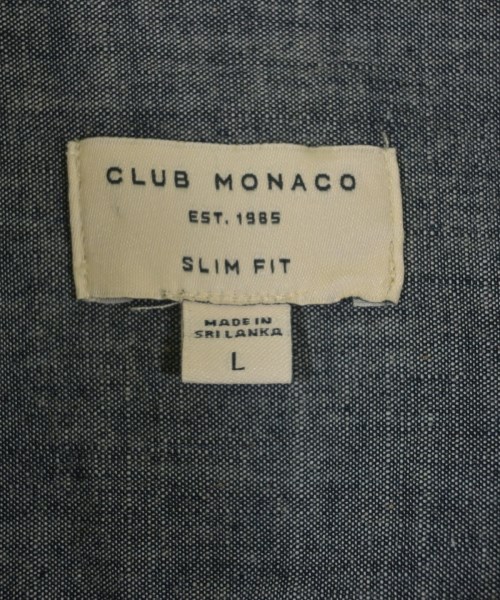 CLUB MONACO
EST. 1985
SLIM FIT
MADE IN
SRI LANKA
L